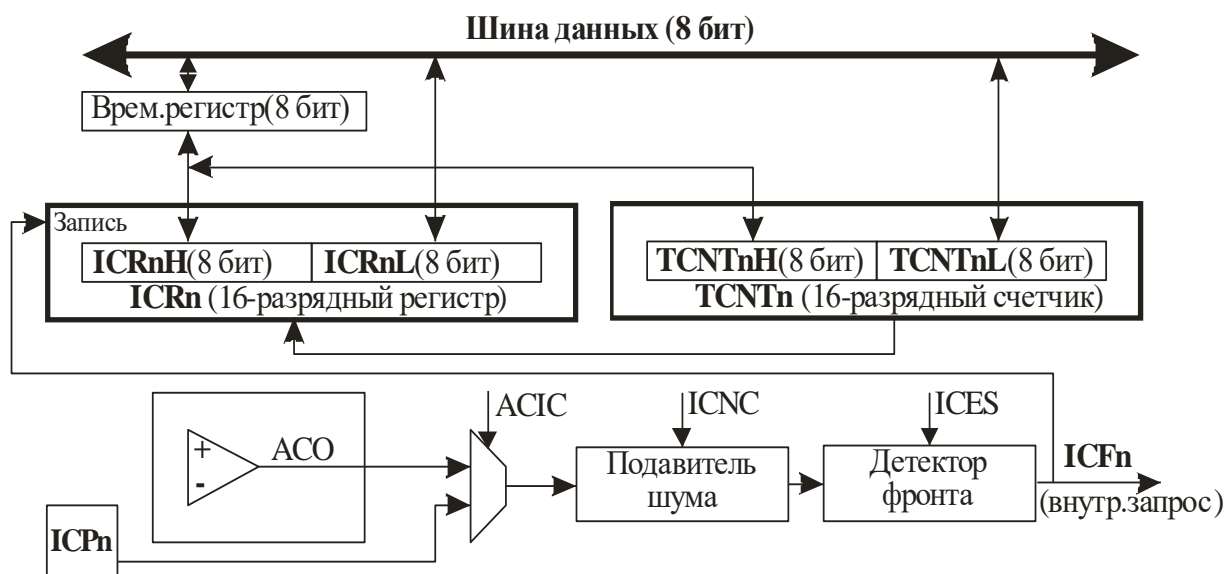 Шина данных (8 бит)
Врем.регистр(8 бит)
Запись
ICRnH(8 бит) ICRnL(8 бит)
ICRn (16-разрядный регистр)
TCNTnH(8 бит) TCNTnL(8 бит)
TCNTn (16-разрядный счетчик)
ACIC
ICNC
ICES
+
-
ACO
Подавитель
шума
Детектор
фронта
ICFn
(внутр.запрос)
ICPn